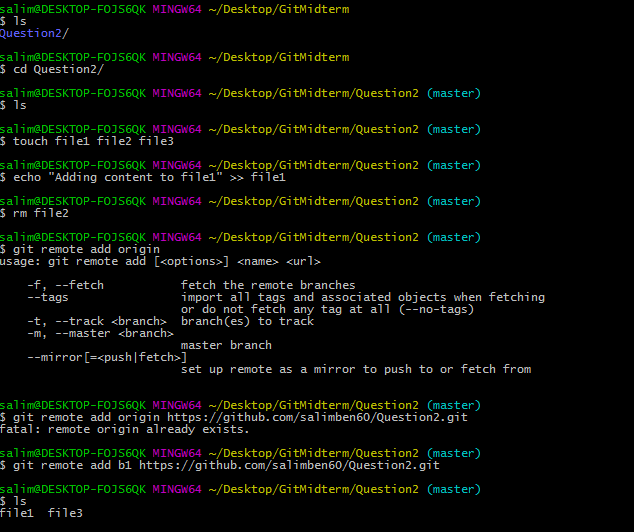 salim@DESKTOP-FOJS6QK MINGW64 ~/Desktop/GitMidterm
$ ls
Question2/
salim@DESKTOP-FOJS6QK MINGW64 ~/Desktop/GitMidterm
$ cd Question2/
salim@DESKTOP-FOJS6QK MINGW64 ~/Desktop/GitMidterm/Question2 (master)
$ ls
salim@DESKTOP-FOJS6QK MINGW64 ~/Desktop/GitMidterm/Question2 (master)
$ touch file1 file2 file3
salim@DESKTOP-FOJS6QK MINGW64 ~/Desktop/GitMidterm/Question2 (master)
$ echo "Adding content to file1" >> file1
salim@DESKTOP-FOJS6QK MINGW64 ~/Desktop/GitMidterm/Question2 (master)
$ rm file2
salim@DESKTOP-FOJS6QK MINGW64 ~/Desktop/GitMidterm/Question2 (master)
$ git remote add origin
usage: git remote add [<options>] <name> <url>
-f, --fetch fetch the remote branches
--tags import all tags and associated objects when fetching
or do not fetch any tag at all (--no-tags)
-t, --track <branch> branch(es) to track
-m, --master <branch>
master branch
--mirror[=<push|fetch>]
set up remote as a mirror to push to or fetch from
salim@DESKTOP-FOJS6QK MINGW64 ~/Desktop/GitMidterm/Question2 (master)
$ git remote add origin https://github.com/salimben60/Question2.git
fatal: remote origin already exists.
salim@DESKTOP-FOJS6QK MINGW64 ~/Desktop/GitMidterm/Question2 (master)
$ git remote add b1 https://github.com/salimben60/Question2.git
salim@DESKTOP-FOJS6QK MINGW64 ~/Desktop/GitMidterm/Question2 (master)
$ ls
file1 file3